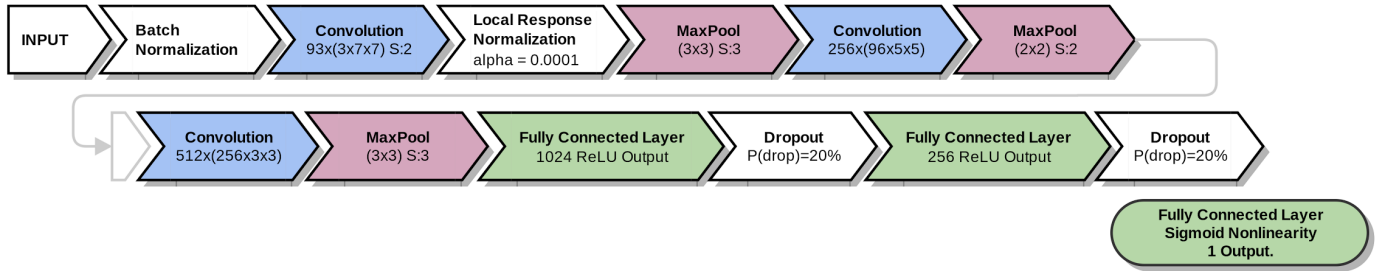 INPUT
Batch
Normalization
Convolution
93x(3x7x7) S:2
Local Response
Normalization
alpha = 0.0001
MaxPool
(3x3) S:3
Convolution
256x(96x5x5)
MaxPool
(2x2) S:2
Convolution
512x(256x3x3)
MaxPool
(3x3) S:3
Fully Connected Layer
1024 ReLU Output
Dropout
P(drop)=20%
Fully Connected Layer
256 ReLU Output
Dropout
P(drop)=20%
Fully Connected Layer
Sigmoid Nonlinearity
1 Output.